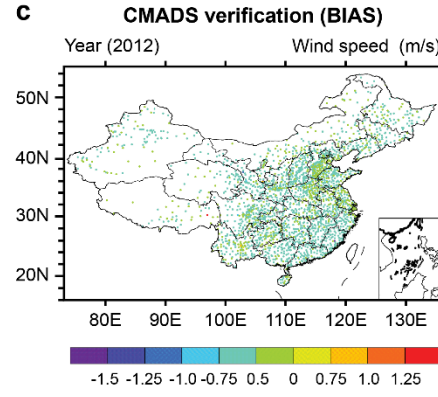 c
CMADS verification (BIAS)
Year (2012) Wind speed (m/s)
50N
40N
30N
20N
80E 90E 100E 110E 120E 130E
-1.5 -1.25 -1.0 -0.75 0.5 0 0.75 1.0 1.25